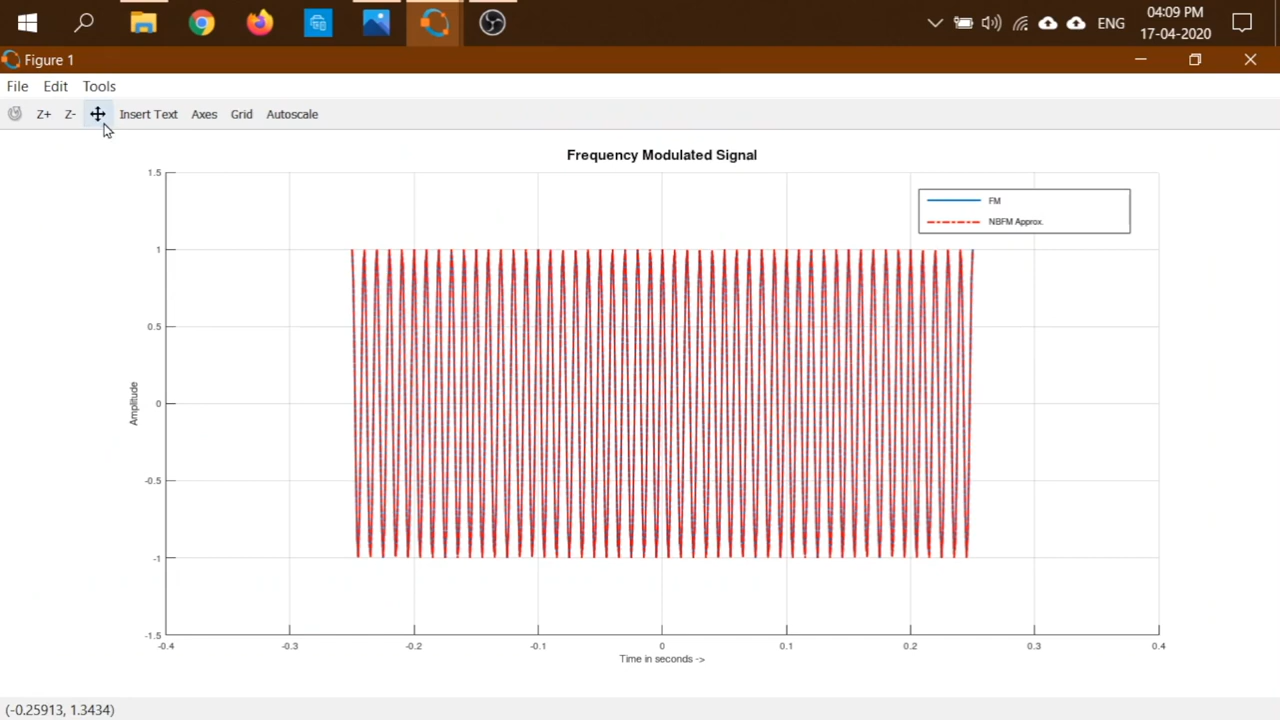 04:09 PM
ENG
17-04-2020
Figure 1
File Edit Tools
Z+ Z- Insert Text Axes Grid Autoscale
Frequency Modulated Signal
1.5
FM
NBFM Approx.
1
0.5
0
-0.5
-1
-1.5
Amplitude
-0.4 -0.3 -0.2 -0.1 0 0.1 0.2 0.3 0.4
Time in seconds ->
(-0.25913, 1.3434)